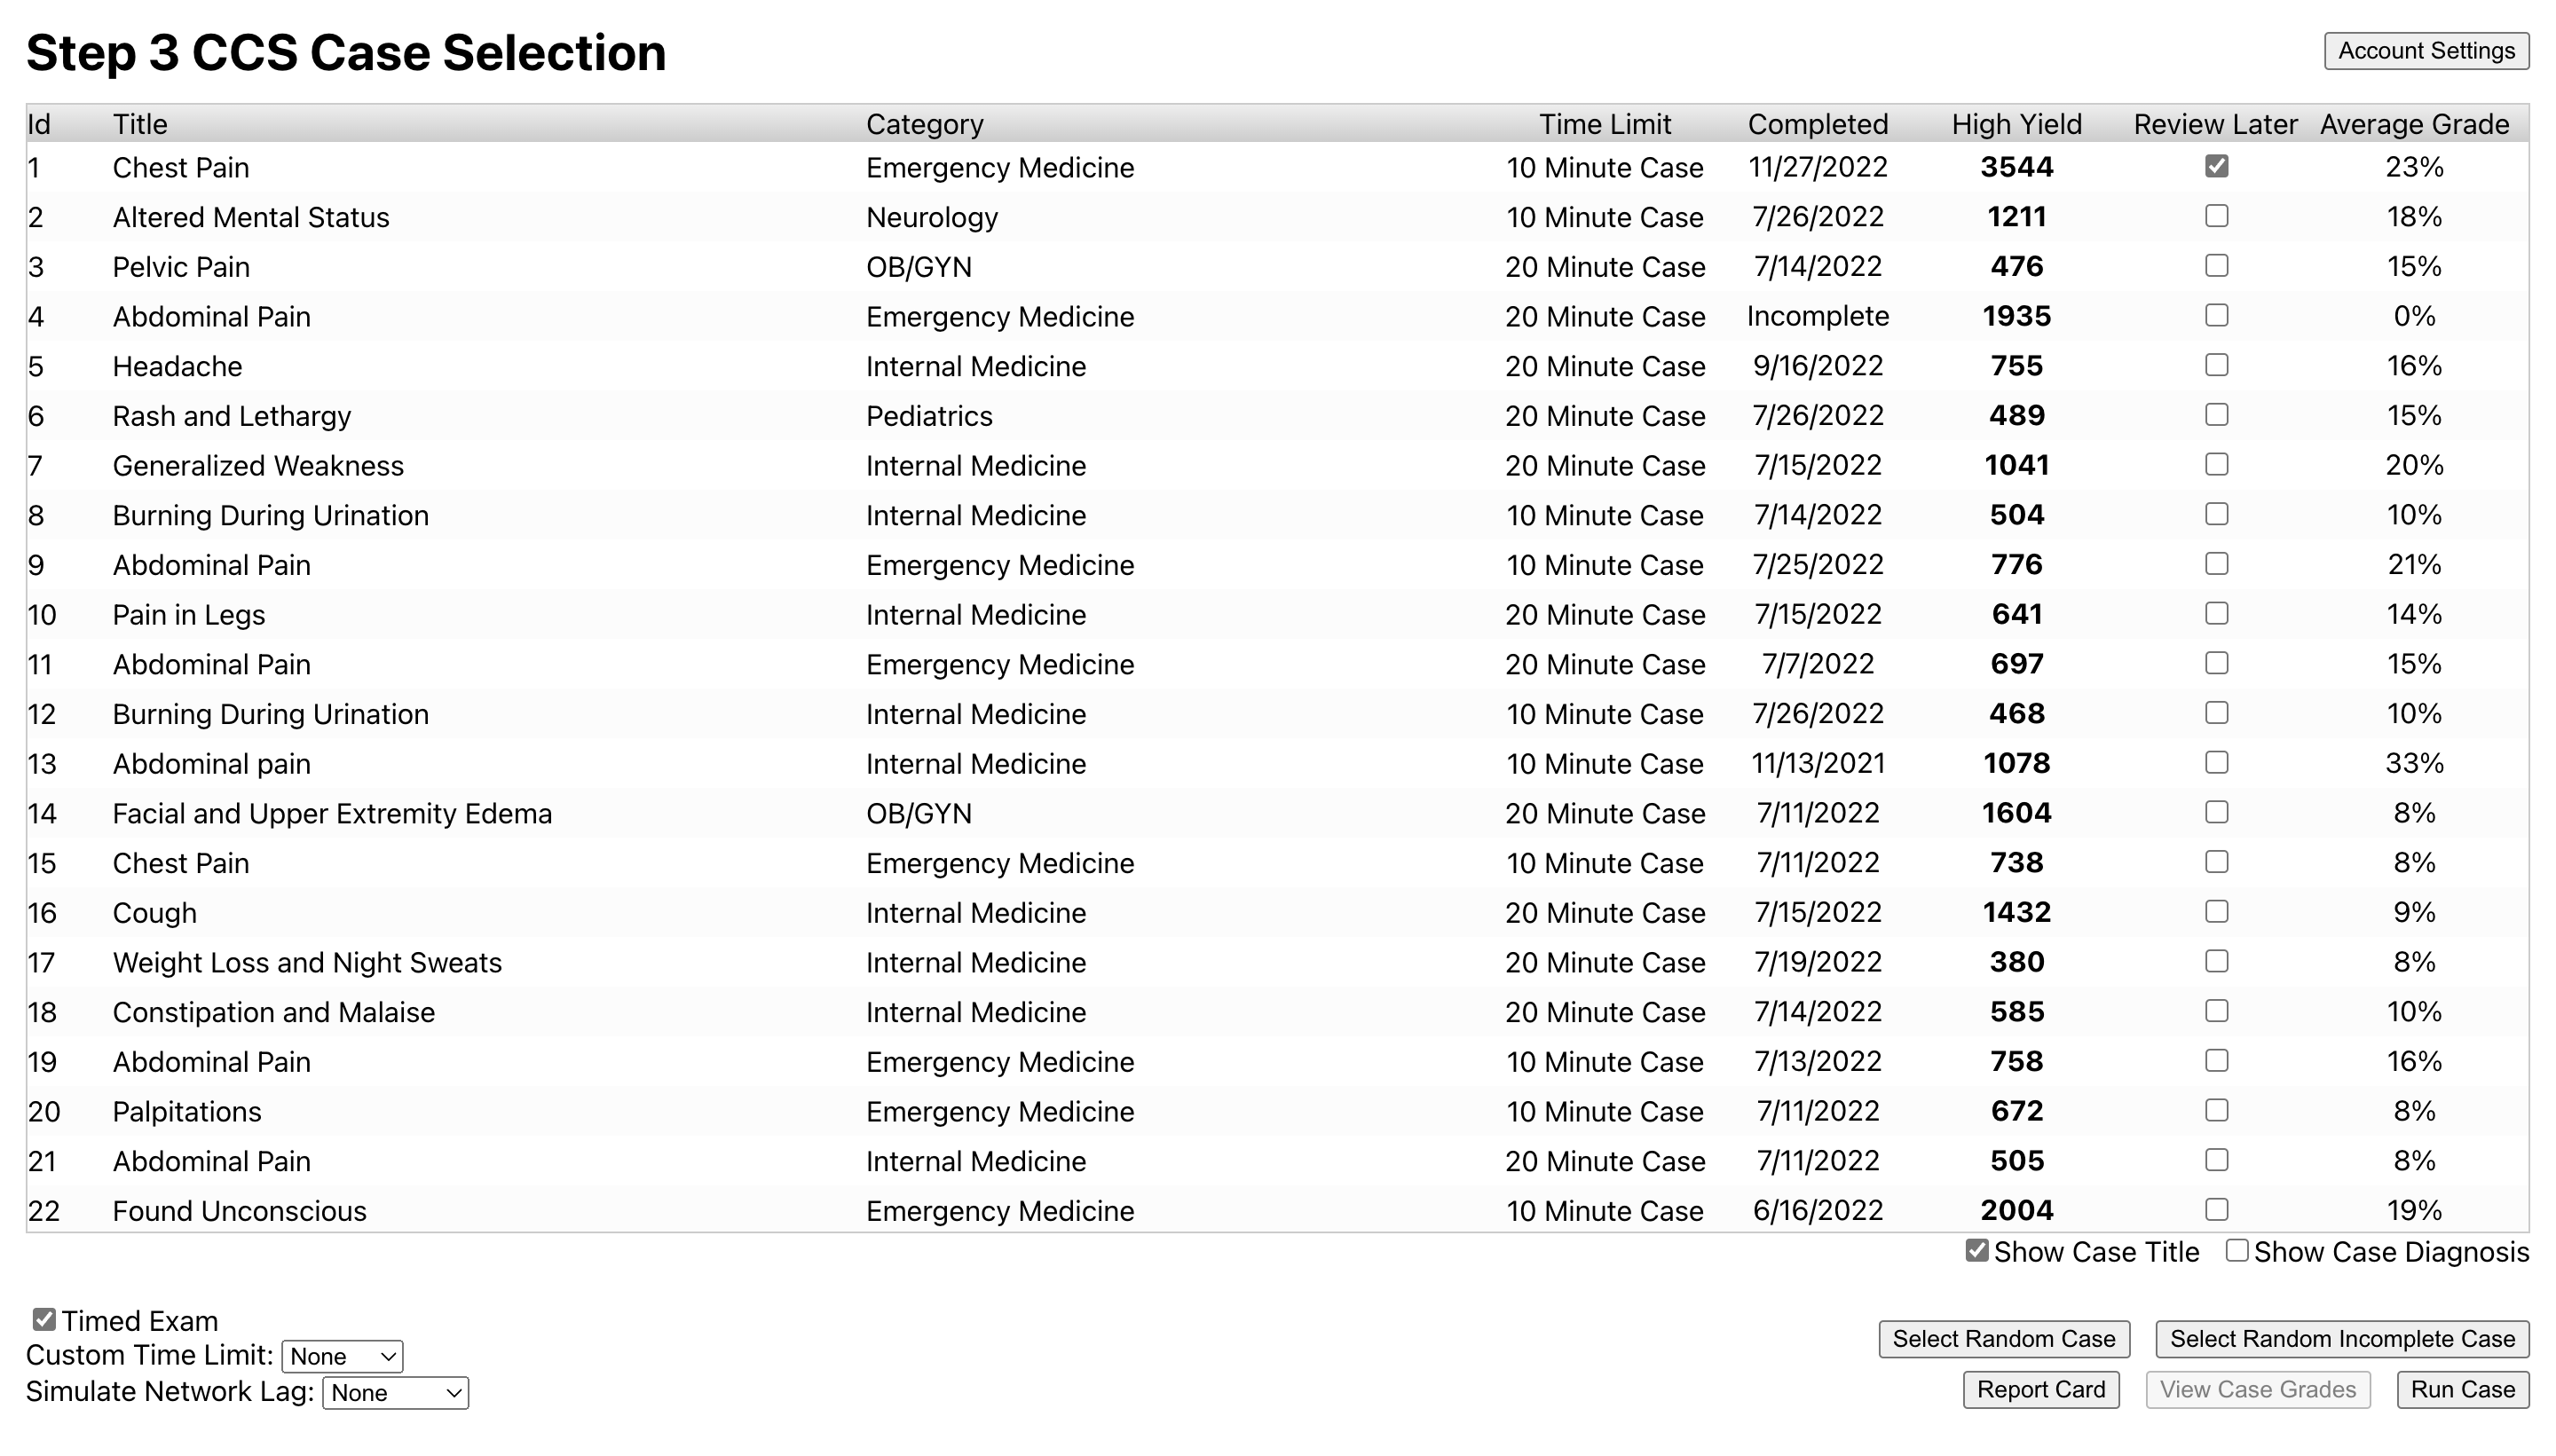 Step 3 CCS Case Selection Account Settings
Id Title Category Time Limit Completed High Yield Review Later Average Grade
1 Chest Pain Emergency Medicine 10 Minute Case 11/27/2022 3544 23%
2 Altered Mental Status Neurology 10 Minute Case 7/26/2022 1211 18%
3 Pelvic Pain OB/GYN 20 Minute Case 7/14/2022 476 15%
4 Abdominal Pain Emergency Medicine 20 Minute Case Incomplete 1935 0%
5 Headache Internal Medicine 20 Minute Case 9/16/2022 755 16%
6 Rash and Lethargy Pediatrics 20 Minute Case 7/26/2022 489 15%
7 Generalized Weakness Internal Medicine 20 Minute Case 7/15/2022 1041 20%
8 Burning During Urination Internal Medicine 10 Minute Case 7/14/2022 504 10%
9 Abdominal Pain Emergency Medicine 10 Minute Case 7/25/2022 776 21%
10 Pain in Legs Internal Medicine 20 Minute Case 7/15/2022 641 14%
11 Abdominal Pain Emergency Medicine 20 Minute Case 7/7/2022 697 15%
12 Burning During Urination Internal Medicine 10 Minute Case 7/26/2022 468 10%
13 Abdominal pain Internal Medicine 10 Minute Case 11/13/2021 1078 33%
14 Facial and Upper Extremity Edema OB/GYN 20 Minute Case 7/11/2022 1604 8%
15 Chest Pain Emergency Medicine 10 Minute Case 7/11/2022 738 8%
16 Cough Internal Medicine 20 Minute Case 7/15/2022 1432 9%
17 Weight Loss and Night Sweats Internal Medicine 20 Minute Case 7/19/2022 380 8%
18 Constipation and Malaise Internal Medicine 20 Minute Case 7/14/2022 585 10%
19 Abdominal Pain Emergency Medicine 10 Minute Case 7/13/2022 758 16%
20 Palpitations Emergency Medicine 10 Minute Case 7/11/2022 672 8%
21 Abdominal Pain Internal Medicine 20 Minute Case 7/11/2022 505 8%
22 Found Unconscious Emergency Medicine 10 Minute Case 6/16/2022 2004 19%
Show Case Title Show Case Diagnosis
Timed Exam
Custom Time Limit: None
Simulate Network Lag: None
Select Random Case Select Random Incomplete Case
Report Card View Case Grades Run Case